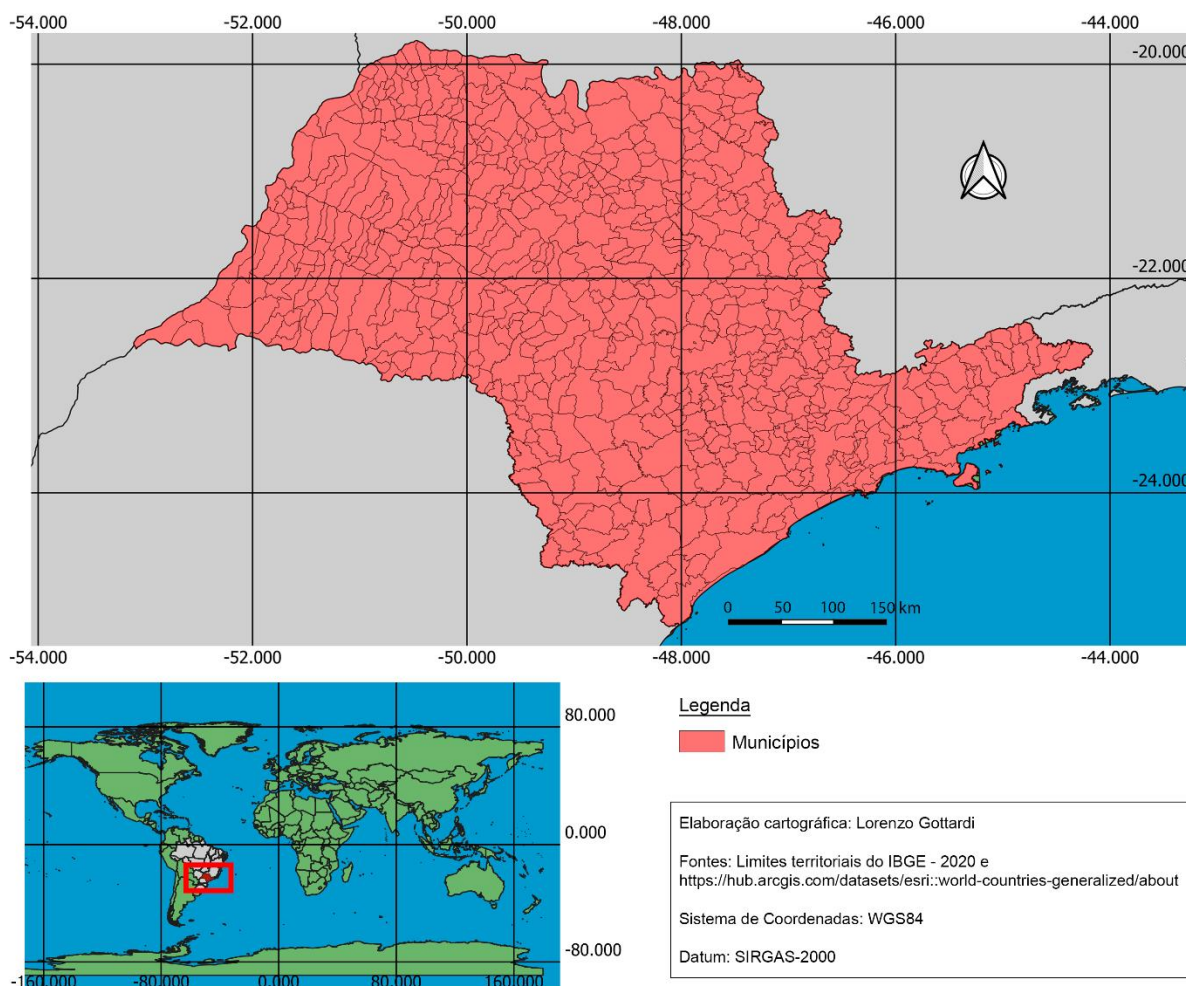 -54.000 -52.000 -50.000 -48.000 -46.000 -44.000
-20.000
-22.000
-24.000
0 50 100 150 km
-54.000 -52.000 -50.000 -48.000 -46.000 -44.000
80.000
0.000
-80.000
-160.000 -80.000 0.000 80.000 160.000
Legenda
Municípios
Elaboração cartográfica: Lorenzo Gottardi
Fontes: Limites territoriais do IBGE - 2020 e
https://hub.arcgis.com/datasets/esri::world-countries-generalized/about
Sistema de Coordenadas: WGS84
Datum: SIRGAS-2000